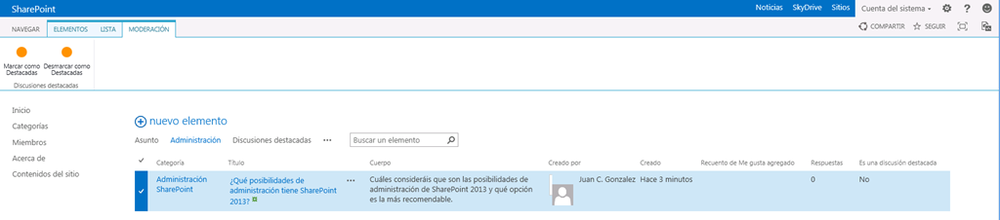 SharePoint
Noticias SkyDrive Sitios Cuenta del sistema ?
NAVEGAR ELEMENTOS LISTA MODERACIÓN
COMPARTIR SEGUIR
Marcar como Desmarcar como
Destacadas Destacadas
Discusiones destacadas
Inicio
Categorías
Miembros
Acerca de
Contenidos del sitio
nuevo elemento
Asunto Administración Discusiones destacadas ••• Buscar un elemento
Categoría Título Cuerpo Creado por Creado Recuento de Me gusta agregado Respuestas Es una discusión destacada
Administración ¿Qué posibilidades de ••• Cuáles consideráis que son las posibilidades de Juan C. Gonzalez Hace 3 minutos 0 No
SharePoint administración tiene SharePoint administración de SharePoint 2013 y qué opción
2013? es la más recomendable.